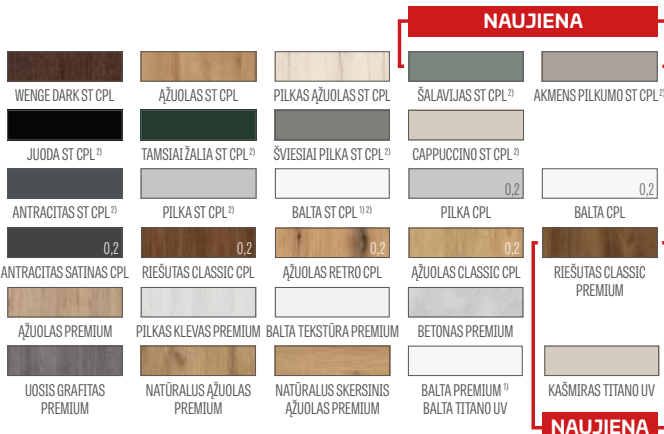 NAUJIENA
WENGE DARK ST CPL
ĄŽUOLAS ST CPL
PILKAS ĄŽUOLAS ST CPL
ŠALAVIJAS ST CPL 2)
AKMENS PILKUMO ST CPL 2)
JUODA ST CPL 2)
TAMSIAI ŽALIA ST CPL 2)
ŠVIESIAI PILKA ST CPL 2)
CAPPUCCINO ST CPL 2)
0,2
0,2
ANTRACITAS ST CPL 2)
PILKA ST CPL 2)
BALTA ST CPL 1) 2)
PILKA CPL
BALTA CPL
0,2
0,2
0,2
0,2
ANTRACITAS SATINAS CPL
RIEŠUTAS CLASSIC CPL
ĄŽUOLAS RETRO CPL
ĄŽUOLAS CLASSIC CPL
RIEŠUTAS CLASSIC
PREMIUM
ĄŽUOLAS PREMIUM
PILKAS KLEVAS PREMIUM
BALTA TEKSTŪRA PREMIUM
BETONAS PREMIUM
UOSIS GRAFITAS
PREMIUM
NATŪRALUS ĄŽUOLAS
PREMIUM
NATŪRALUS SKERSINIS
ĄŽUOLAS PREMIUM
BALTA PREMIUM 1)
BALTA TITANO UV
KAŠMIRAS TITANO UV
NAUJIENA